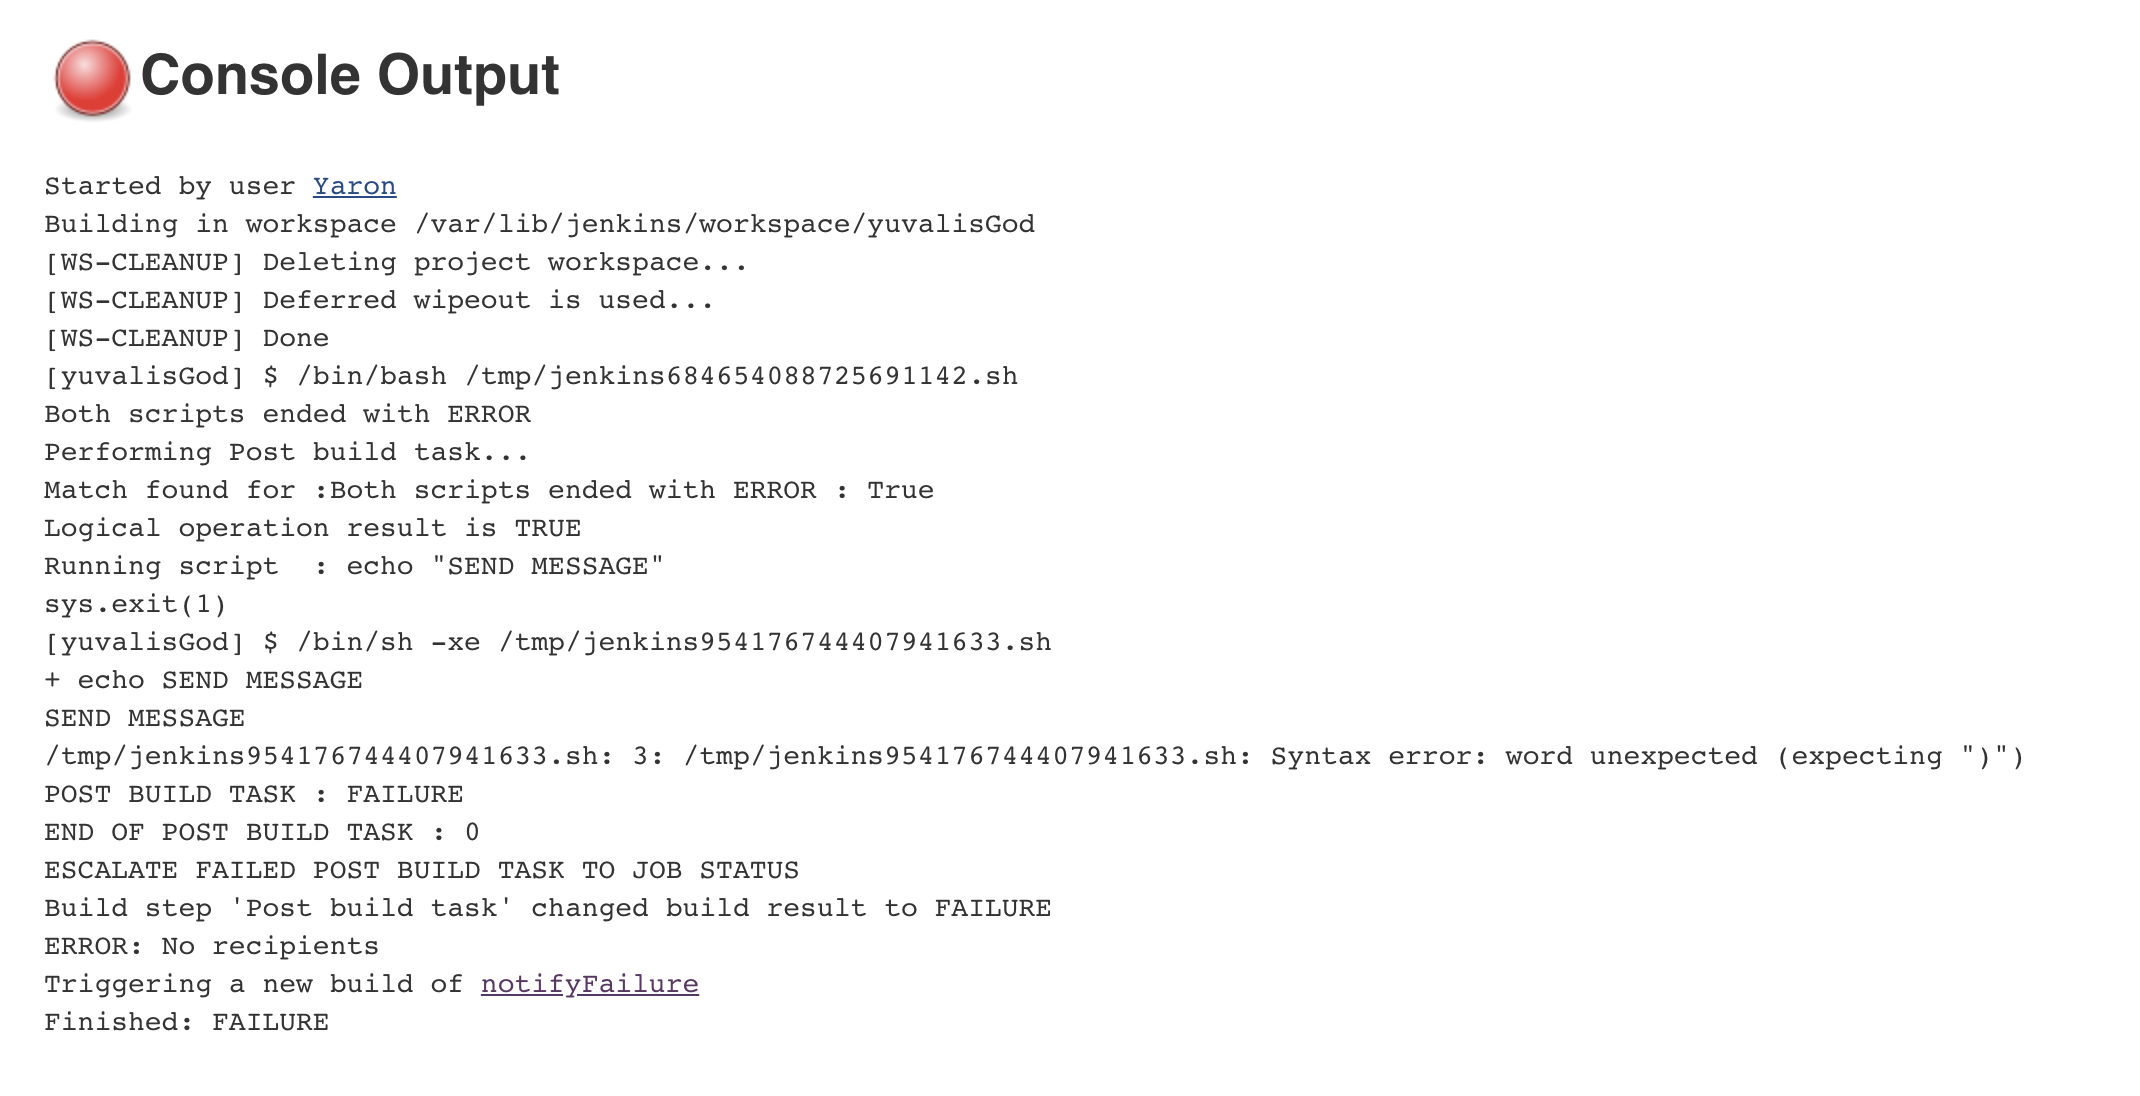 Console Output
Started by user Yaron
Building in workspace /var/lib/jenkins/workspace/yuvalisGod
[WS-CLEANUP] Deleting project workspace...
[WS-CLEANUP] Deferred wipeout is used...
[WS-CLEANUP] Done
[yuvalisGod] $ /bin/bash /tmp/jenkins684654088725691142.sh
Both scripts ended with ERROR
Performing Post build task...
Match found for :Both scripts ended with ERROR : True
Logical operation result is TRUE
Running script  : echo "SEND MESSAGE"
sys.exit(1)
[yuvalisGod] $ /bin/sh -xe /tmp/jenkins954176744407941633.sh
+ echo SEND MESSAGE
SEND MESSAGE
/tmp/jenkins954176744407941633.sh: 3: /tmp/jenkins954176744407941633.sh: Syntax error: word unexpected (expecting ")")
POST BUILD TASK : FAILURE
END OF POST BUILD TASK : 0
ESCALATE FAILED POST BUILD TASK TO JOB STATUS
Build step 'Post build task' changed build result to FAILURE
ERROR: No recipients
Triggering a new build of notifyFailure
Finished: FAILURE